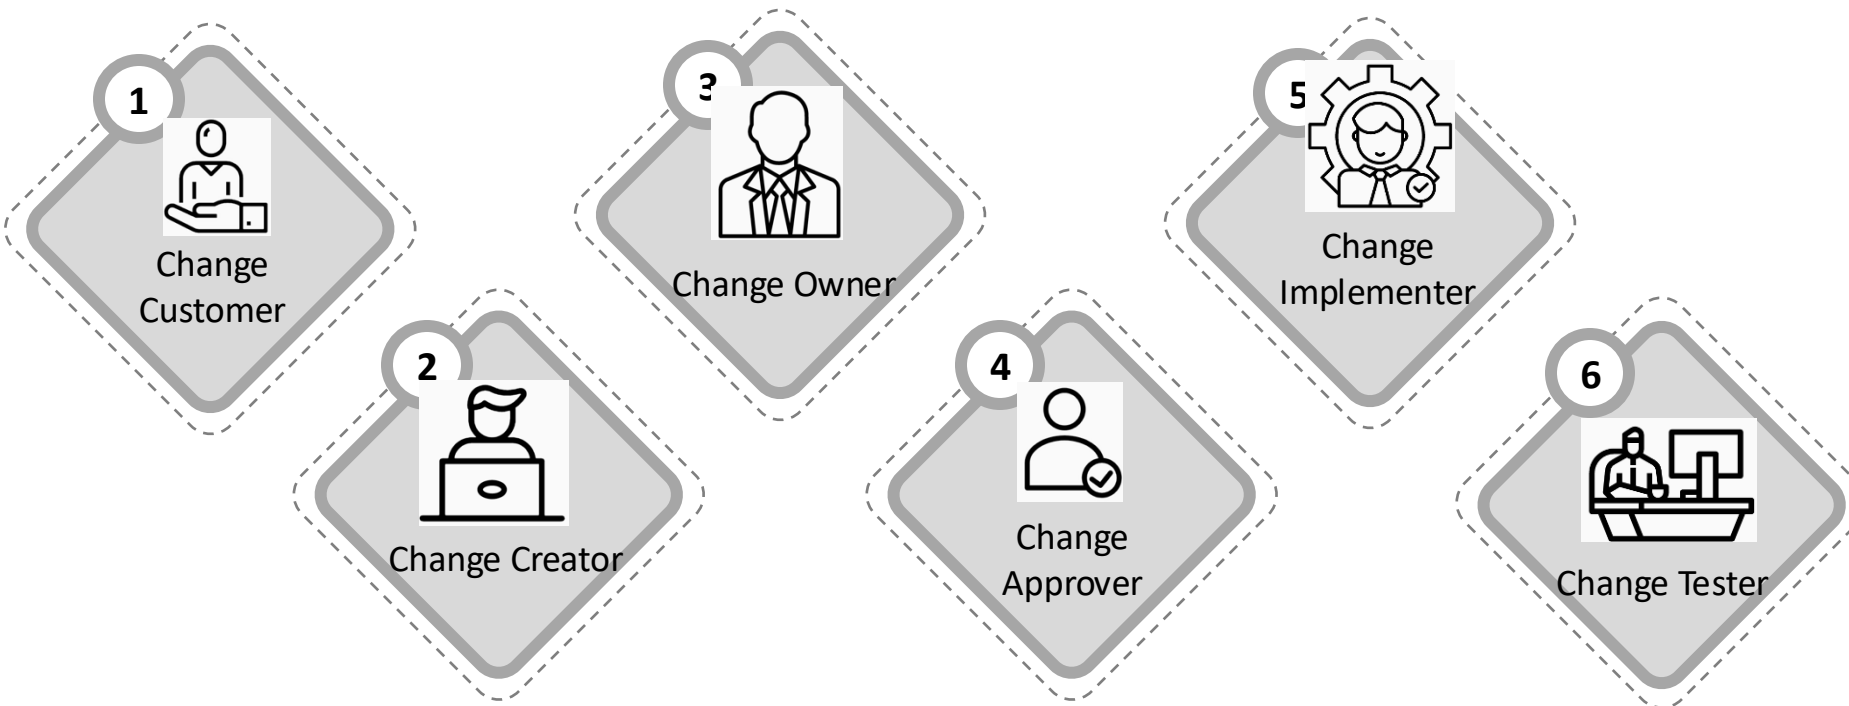 1
Change
Customer
2
Change Creator
3
Change Owner
4
Change
Approver
5
Change
Implementer
6
Change Tester